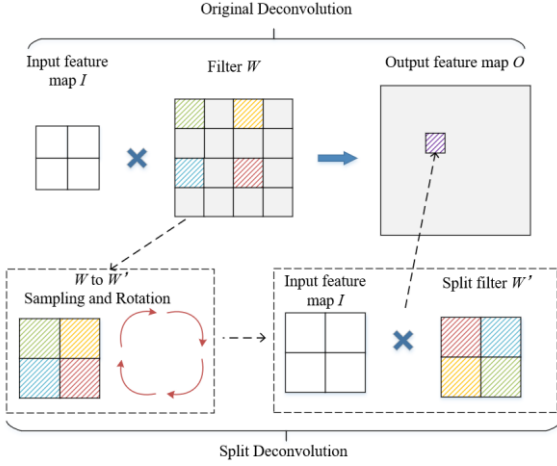 Original Deconvolution
Input feature
map I
Filter W
Output feature map O
W to W'
Sampling and Rotation
Input feature
map I
Split filter W'
Split Deconvolution